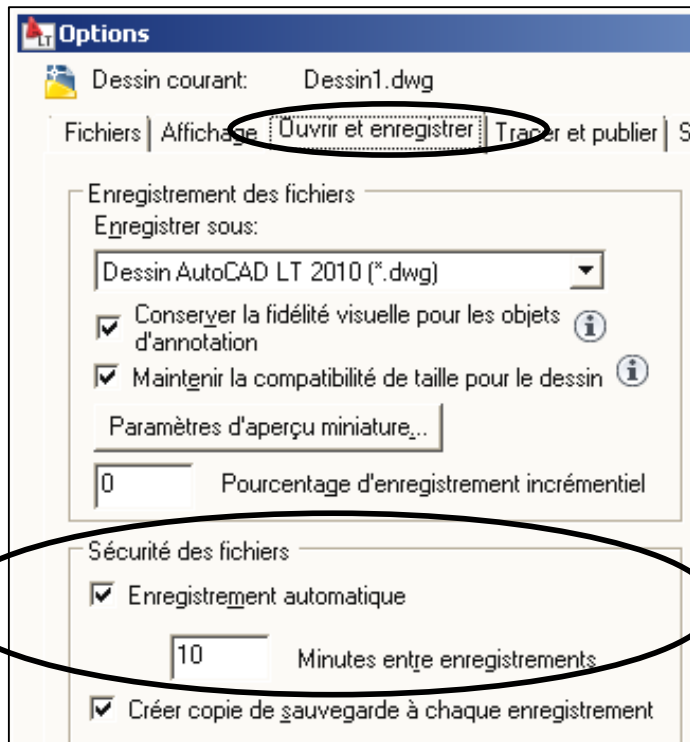 LT Options
Dessin courant: Dessin1.dwg
Fichiers Affichage Ouvrir et enregistrer Tracer et publier S
Enregistrement des fichiers
Enregistrer sous:
Dessin AutoCAD LT 2010 (*.dwg)
Conserver la fidélité visuelle pour les objets
d'annotation
Maintenir la compatibilité de taille pour le dessin
Paramètres d'aperçu miniature...
0 Pourcentage d'enregistrement incrémentiel
Sécurité des fichiers
Enregistrement automatique
10 Minutes entre enregistrements
Créer copie de sauvegarde à chaque enregistrement